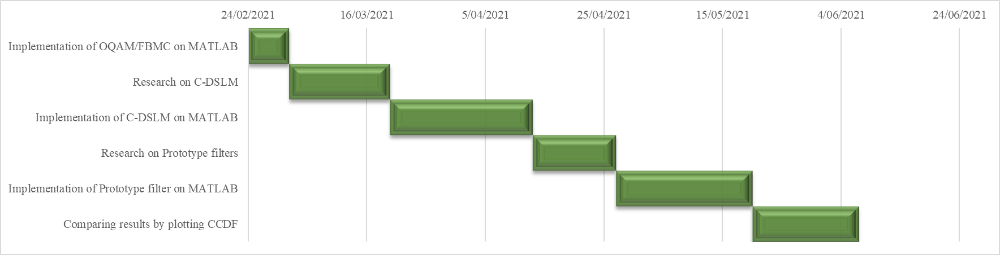 24/02/2021 16/03/2021 5/04/2021 25/04/2021 15/05/2021 4/06/2021 24/06/2021
Implementation of OQAM/FBMC on MATLAB
Research on C-DSLM
Implementation of C-DSLM on MATLAB
Research on Prototype filters
Implementation of Prototype filter on MATLAB
Comparing results by plotting CCDF